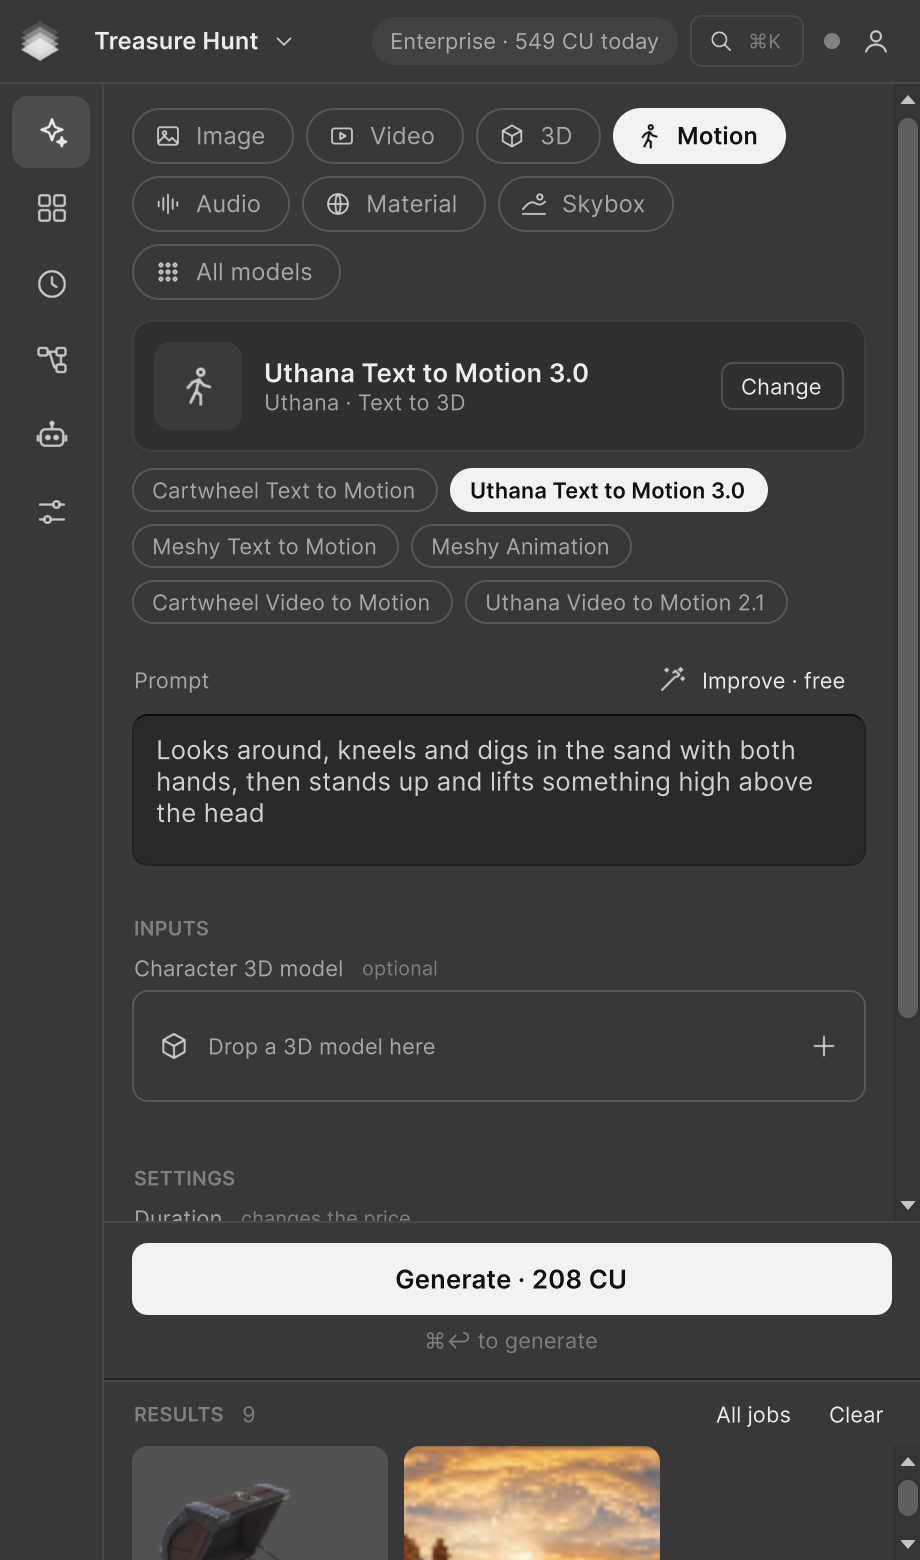 Treasure Hunt
Enterprise · 549 CU today
⌘K
Image
Video
3D
Motion
Audio
Material
Skybox
All models
Uthana Text to Motion 3.0
Uthana · Text to 3D
Change
Cartwheel Text to Motion
Uthana Text to Motion 3.0
Meshy Text to Motion
Meshy Animation
Cartwheel Video to Motion
Uthana Video to Motion 2.1
Prompt
Improve · free
Looks around, kneels and digs in the sand with both
hands, then stands up and lifts something high above
the head
INPUTS
Character 3D model optional
Drop a 3D model here
SETTINGS
Duration changes the price
Generate · 208 CU
⌘↩ to generate
RESULTS 9
All jobs
Clear